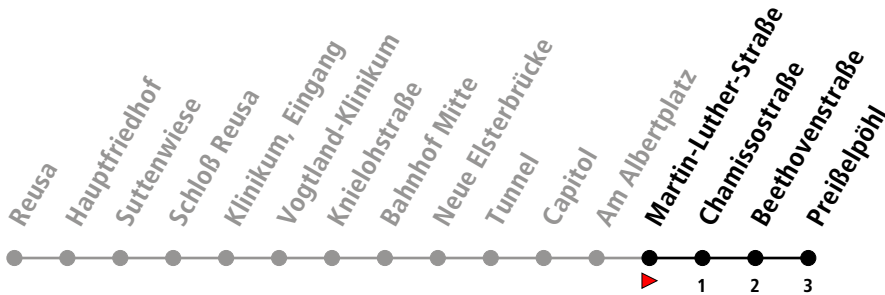 Reusa
Hauptfriedhof
Suttenwiese
Schloß Reusa
Klinikum, Eingang
Vogtland-Klinikum
Knielohstraße
Bahnhof Mitte
Neue Elsterbrücke
Tunnel
Capitol
Am Albertplatz
Martin-Luther-Straße
Chamissostraße
Beethovenstraße
Preißelpöhl
1 2 3